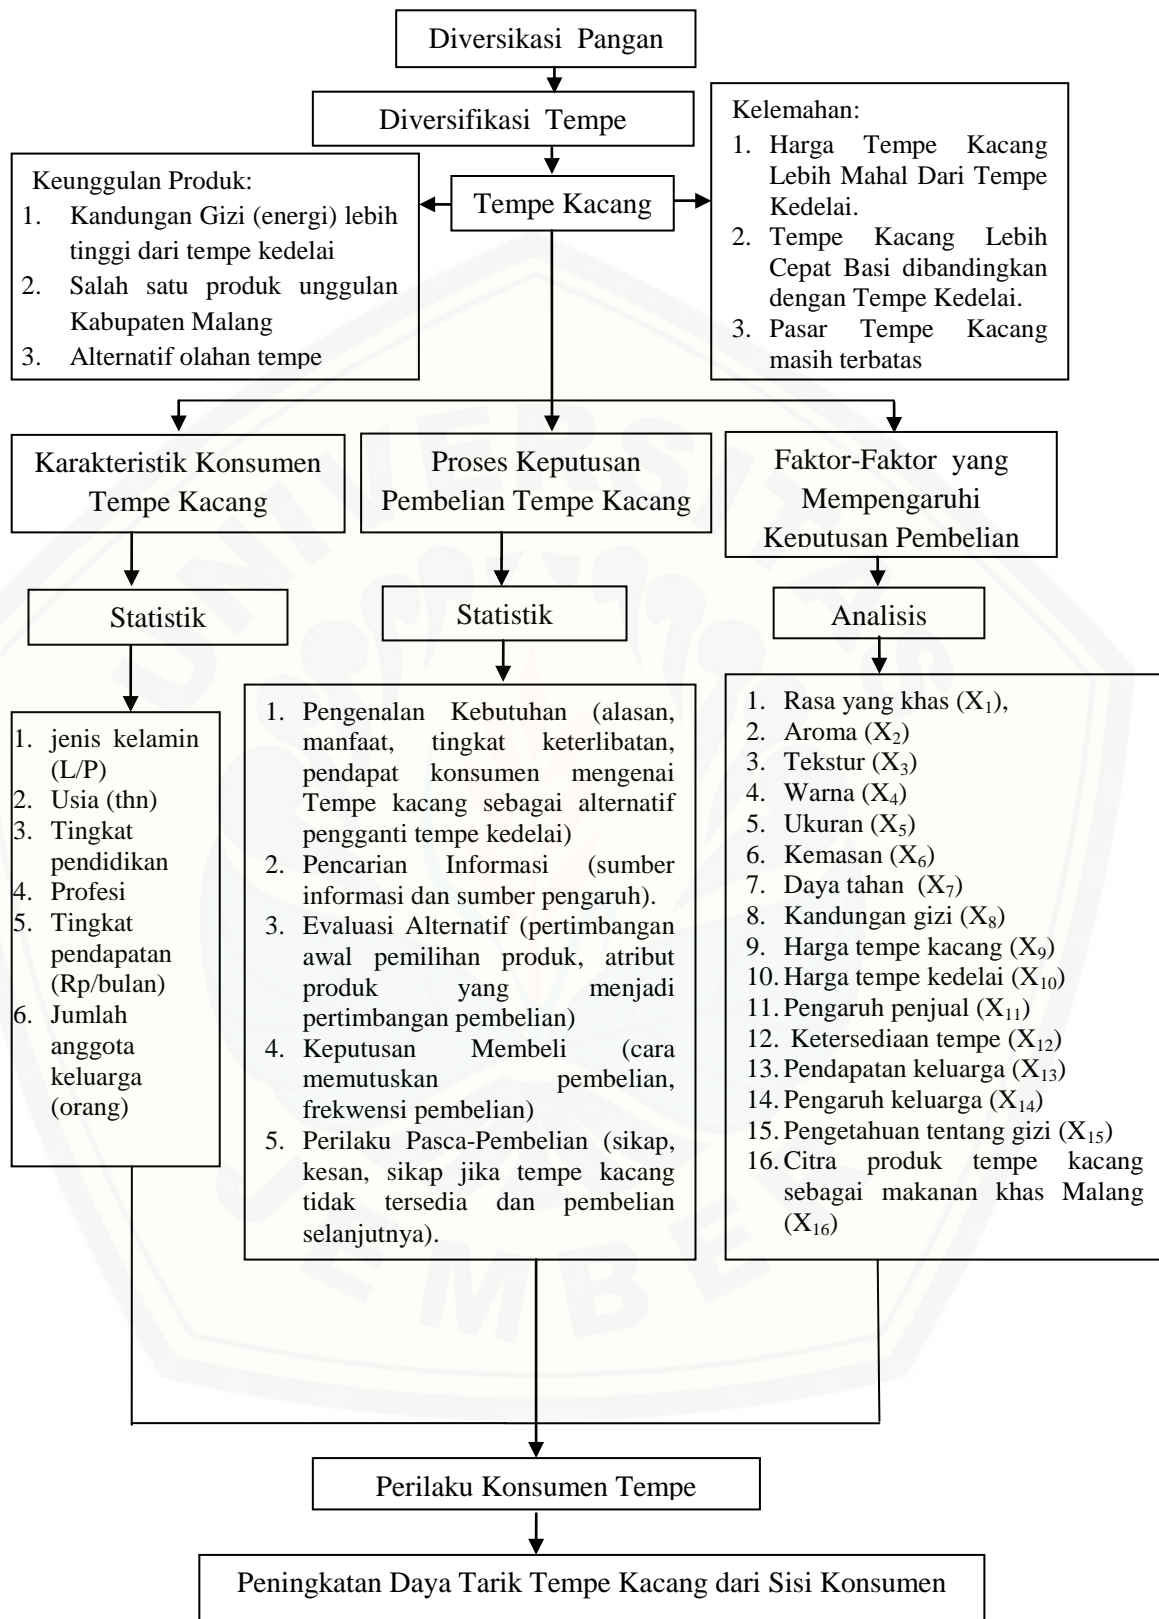 Diversikasi Pangan
Diversifikasi Tempe
Keunggulan Produk:
1. Kandungan Gizi (energi) lebih
tinggi dari tempe kedelai
2. Salah satu produk unggulan
Kabupaten Malang
3. Alternatif olahan tempe
Tempe Kacang
Kelemahan:
1. Harga Tempe Kacang
Lebih Mahal Dari Tempe
Kedelai.
2. Tempe Kacang Lebih
Cepat Basi dibandingkan
dengan Tempe Kedelai.
3. Pasar Tempe Kacang
masih terbatas
Karakteristik Konsumen
Tempe Kacang
Proses Keputusan
Pembelian Tempe Kacang
Faktor-Faktor yang
Mempengaruhi
Keputusan Pembelian
Statistik
Statistik
Analisis
1. jenis kelamin
(L/P)
2. Usia (thn)
3. Tingkat
pendidikan
4. Profesi
5. Tingkat
pendapatan
(Rp/bulan)
6. Jumlah
anggota
keluarga
(orang)
1. Pengenalan Kebutuhan (alasan,
manfaat, tingkat keterlibatan,
pendapat konsumen mengenai
Tempe kacang sebagai alternatif
pengganti tempe kedelai)
2. Pencarian Informasi (sumber
informasi dan sumber pengaruh).
3. Evaluasi Alternatif (pertimbangan
awal pemilihan produk, atribut
produk yang menjadi
pertimbangan pembelian)
4. Keputusan Membeli (cara
memutuskan pembelian,
frekwensi pembelian)
5. Perilaku Pasca-Pembelian (sikap,
kesan, sikap jika tempe kacang
tidak tersedia dan pembelian
selanjutnya).
1. Rasa yang khas (X₁),
2. Aroma (X₂)
3. Tekstur (X₃)
4. Warna (X₄)
5. Ukuran (X₅)
6. Kemasan (X₆)
7. Daya tahan (X₇)
8. Kandungan gizi (X₈)
9. Harga tempe kacang (X₉)
10. Harga tempe kedelai (X₁₀)
11. Pengaruh penjual (X₁₁)
12. Ketersediaan tempe (X₁₂)
13. Pendapatan keluarga (X₁₃)
14. Pengaruh keluarga (X₁₄)
15. Pengetahuan tentang gizi (X₁₅)
16. Citra produk tempe kacang
sebagai makanan khas Malang
(X₁₆)
Perilaku Konsumen Tempe
Peningkatan Daya Tarik Tempe Kacang dari Sisi Konsumen
UNIVERSITAS
JEMBER